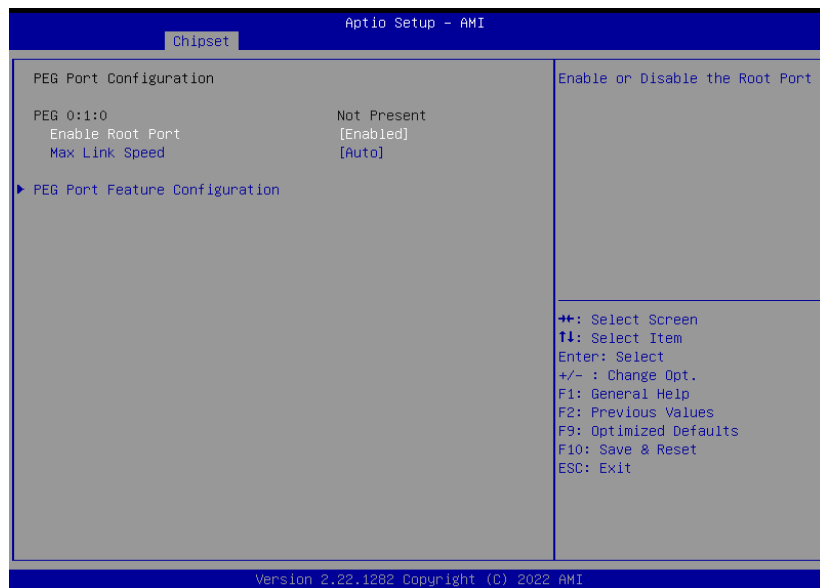 Aptio Setup – AMI
Chipset
PEG Port Configuration
PEG 0:1:0 Not Present
Enable Root Port [Enabled]
Max Link Speed [Auto]
PEG Port Feature Configuration
Enable or Disable the Root Port
→←: Select Screen
↑↓: Select Item
Enter: Select
+/- : Change Opt.
F1: General Help
F2: Previous Values
F9: Optimized Defaults
F10: Save & Reset
ESC: Exit
Version 2.22.1282 Copyright (C) 2022 AMI